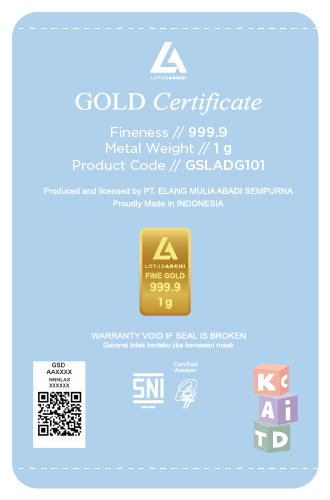 LOTUSARCHI
GOLD Certificate
Fineness // 999.9
Metal Weight // 1 g
Product Code // GSLADG101
Produced and licensed by PT. ELANG MULIA ABADI SEMPURNA
Proudly Made in INDONESIA
LOTUSARCHI
FINE GOLD
999.9
1g
WARRANTY VOID IF SEAL IS BROKEN
Garansi tidak berlaku jika kemasan rusak
GSD
AAXXXX
NNNLAX
XXXXXX
SNI
Certified
Assayer
K C
A i
T D